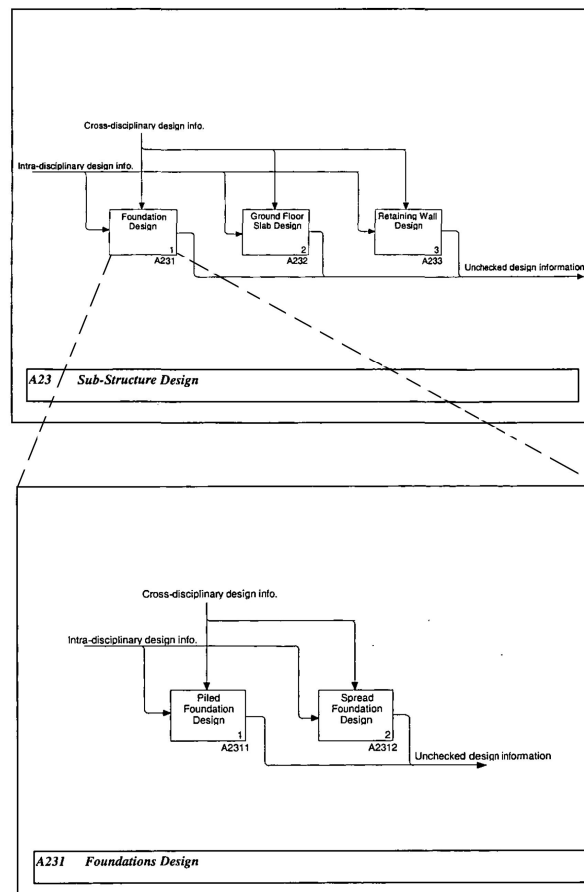 Cross-disciplinary design info.
Intra-disciplinary design info.
Foundation
Design
1
A231
Ground Floor
Slab Design
2
A232
Retaining Wall
Design
3
A233
Unchecked design information
A23 Sub-Structure Design
Cross-disciplinary design info.
Intra-disciplinary design info.
Piled
Foundation
Design
1
A2311
Spread
Foundation
Design
2
A2312
Unchecked design information
A231 Foundations Design